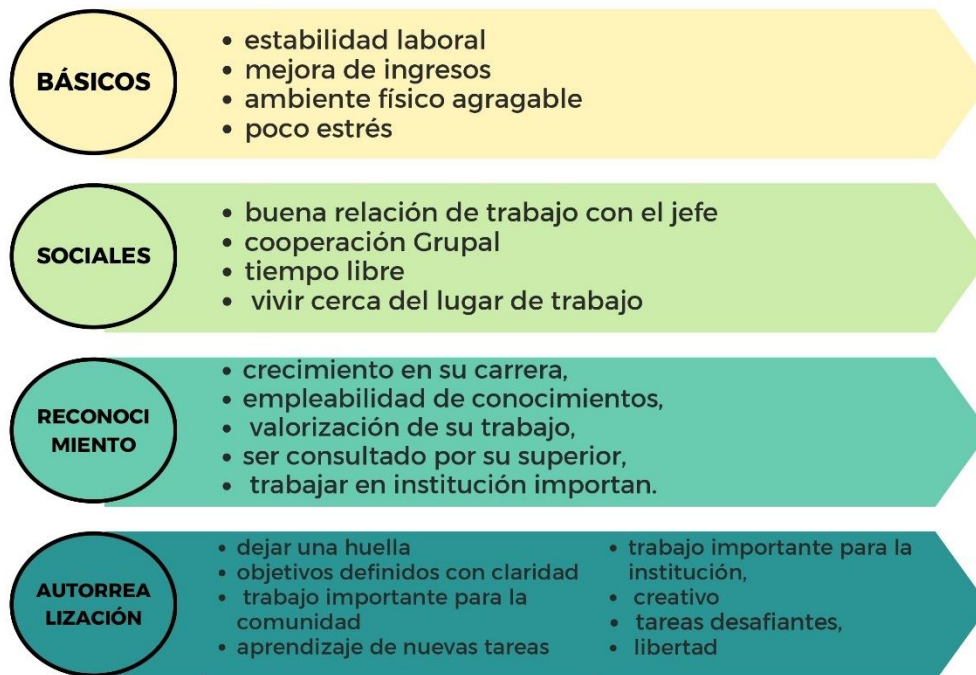 BÁSICOS
• estabilidad laboral
• mejora de ingresos
• ambiente físico agragable
• poco estrés
SOCIALES
• buena relación de trabajo con el jefe
• cooperación Grupal
• tiempo libre
• vivir cerca del lugar de trabajo
RECONOCI
MIENTO
• crecimiento en su carrera,
• empleabilidad de conocimientos,
• valorización de su trabajo,
• ser consultado por su superior,
• trabajar en institución importan.
AUTORREA
LIZACIÓN
• dejar una huella
• objetivos definidos con claridad
• trabajo importante para la
comunidad
• aprendizaje de nuevas tareas
• trabajo importante para la
institución,
• creativo
• tareas desafiantes,
• libertad